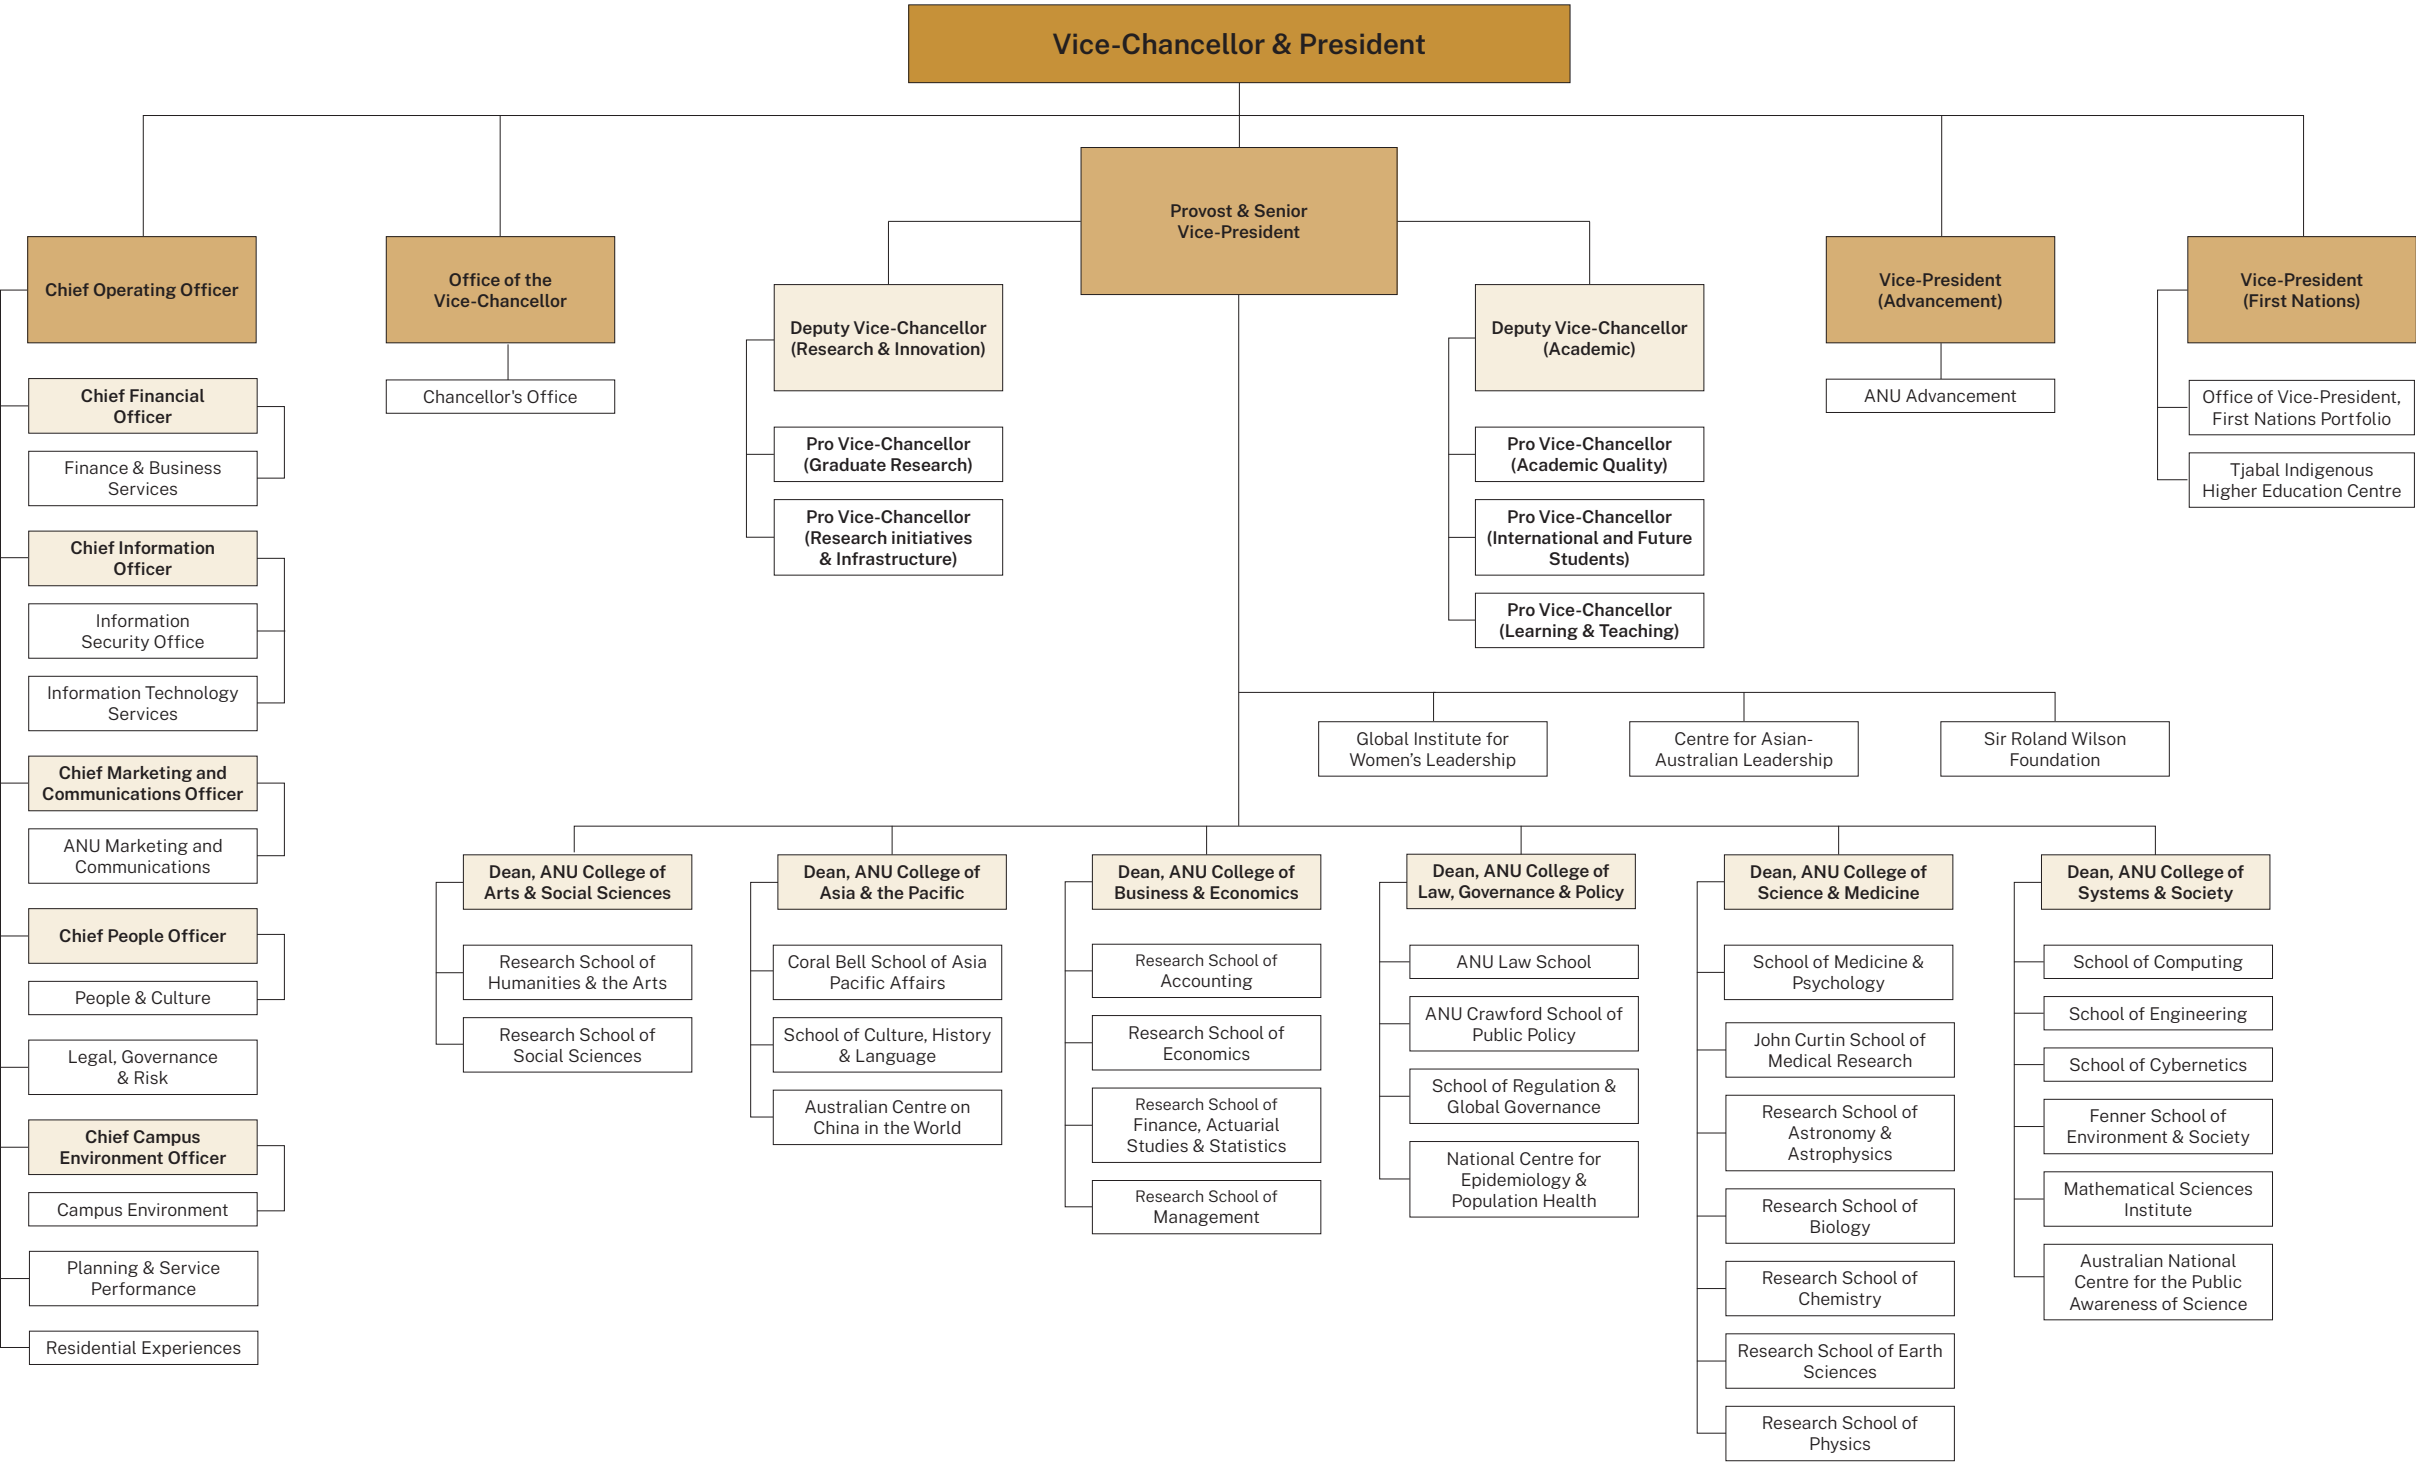 Vice-Chancellor & President
Provost & Senior
Vice-President
Chief Operating Officer
Office of the
Vice-Chancellor
Vice-President
(Advancement)
Vice-President
(First Nations)
Chief Financial
Officer
Finance & Business
Services
Chief Information
Officer
Information
Security Office
Information Technology
Services
Chief Marketing and
Communications Officer
ANU Marketing and
Communications
Chief People Officer
People & Culture
Legal, Governance
& Risk
Chief Campus
Environment Officer
Campus Environment
Planning & Service
Performance
Residential Experiences
Chancellor's Office
Deputy Vice-Chancellor
(Research & Innovation)
Pro Vice-Chancellor
(Graduate Research)
Pro Vice-Chancellor
(Research initiatives
& Infrastructure)
Deputy Vice-Chancellor
(Academic)
Pro Vice-Chancellor
(Academic Quality)
Pro Vice-Chancellor
(International and Future
Students)
Pro Vice-Chancellor
(Learning & Teaching)
ANU Advancement
Office of Vice-President,
First Nations Portfolio
Tjabal Indigenous
Higher Education Centre
Global Institute for
Women’s Leadership
Centre for Asian-
Australian Leadership
Sir Roland Wilson
Foundation
Dean, ANU College of
Arts & Social Sciences
Research School of
Humanities & the Arts
Research School of
Social Sciences
Dean, ANU College of
Asia & the Pacific
Coral Bell School of Asia
Pacific Affairs
School of Culture, History
& Language
Australian Centre on
China in the World
Dean, ANU College of
Business & Economics
Research School of
Accounting
Research School of
Economics
Research School of
Finance, Actuarial
Studies & Statistics
Research School of
Management
Dean, ANU College of
Law, Governance & Policy
ANU Law School
ANU Crawford School of
Public Policy
School of Regulation &
Global Governance
National Centre for
Epidemiology &
Population Health
Dean, ANU College of
Science & Medicine
School of Medicine &
Psychology
John Curtin School of
Medical Research
Research School of
Astronomy &
Astrophysics
Research School of
Biology
Research School of
Chemistry
Research School of Earth
Sciences
Research School of
Physics
Dean, ANU College of
Systems & Society
School of Computing
School of Engineering
School of Cybernetics
Fenner School of
Environment & Society
Mathematical Sciences
Institute
Australian National
Centre for the Public
Awareness of Science